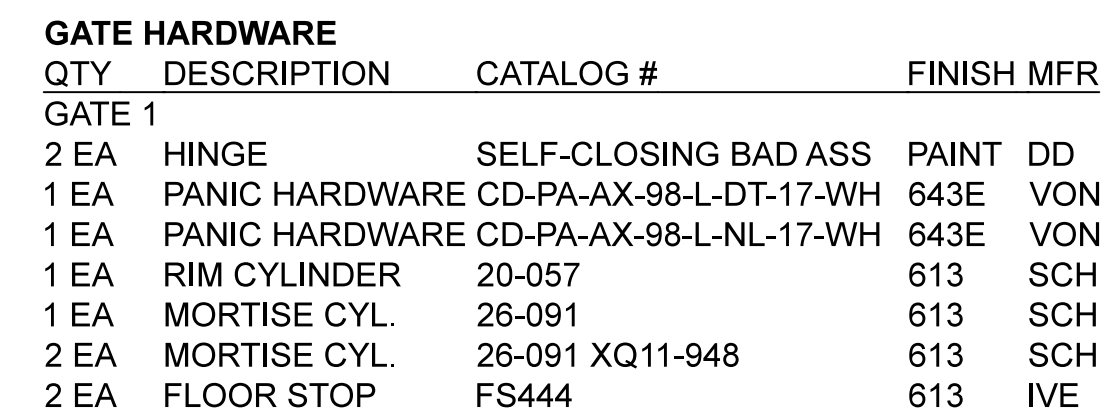 GATE HARDWARE
QTY DESCRIPTION CATALOG # FINISH MFR
GATE 1
2 EA HINGE SELF-CLOSING BAD ASS PAINT DD
1 EA PANIC HARDWARE CD-PA-AX-98-L-DT-17-WH 643E VON
1 EA PANIC HARDWARE CD-PA-AX-98-L-NL-17-WH 643E VON
1 EA RIM CYLINDER 20-057 613 SCH
1 EA MORTISE CYL. 26-091 613 SCH
2 EA MORTISE CYL. 26-091 XQ11-948 613 SCH
2 EA FLOOR STOP FS444 613 IVE